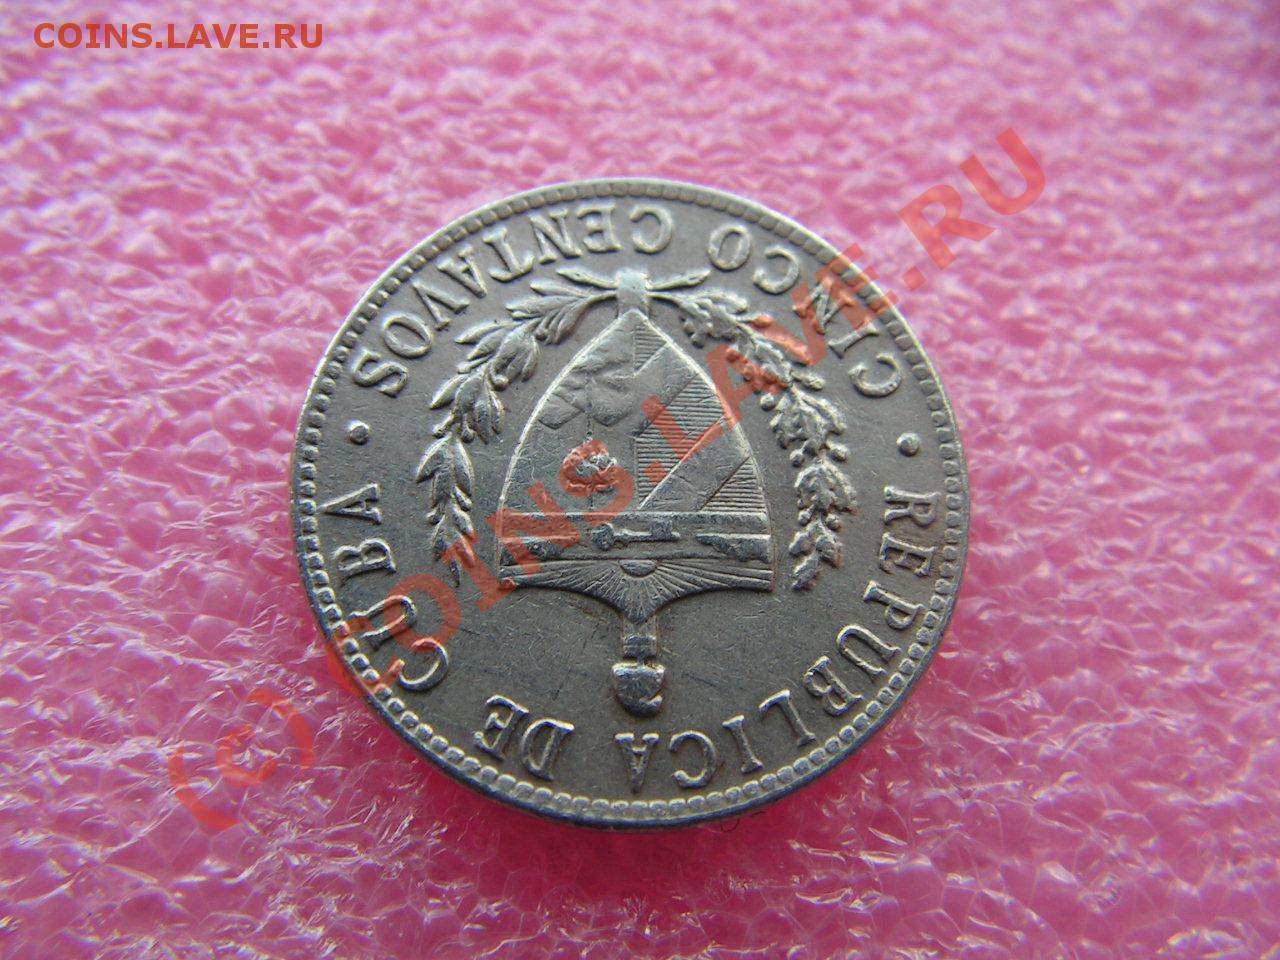 COINS.LAVE.RU
REPUBLICA DE CUBA
· CINCO CENTAVOS ·
(c) COINS.LAVE.RU